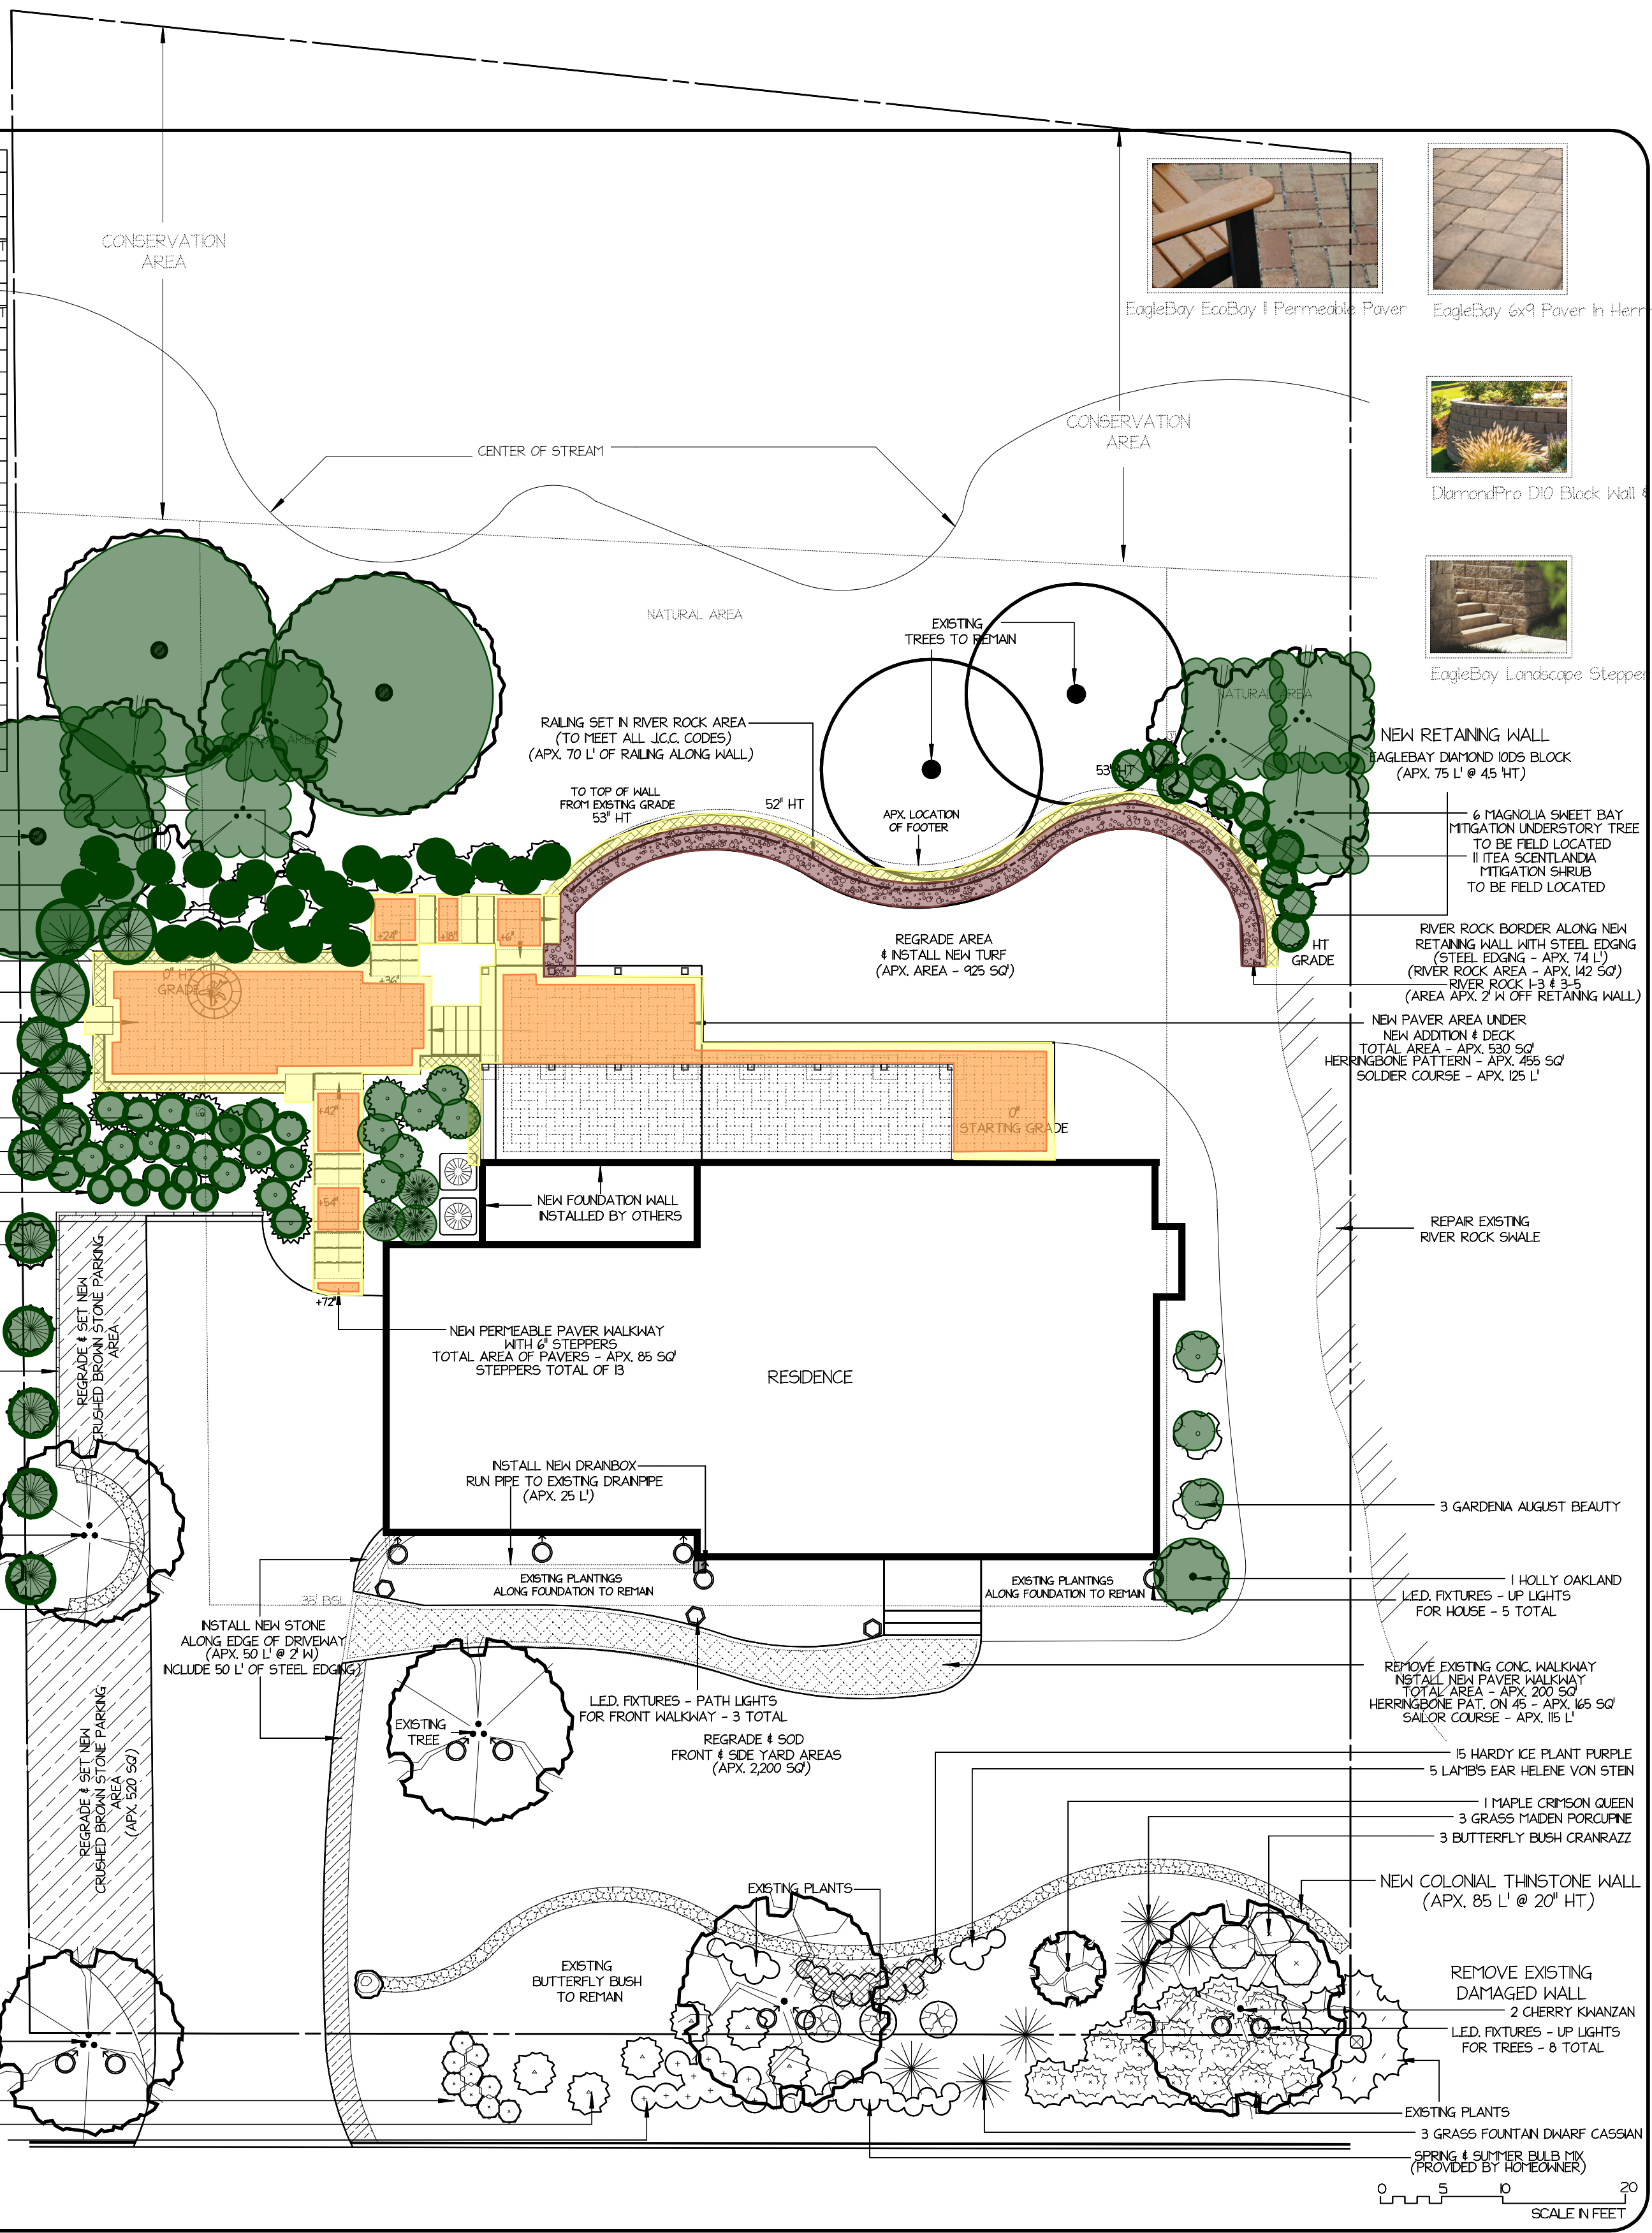 CONSERVATION
AREA
EagleBay EcoBay II Permeable Paver
EagleBay 6x9 Paver in Herr
CONSERVATION
AREA
CENTER OF STREAM
DiamondPro D10 Block Wall &
NATURAL AREA
EXISTING
TREES TO REMAIN
EagleBay Landscape Stepper
NATURAL AREA
NATURAL AREA
RAILING SET IN RIVER ROCK AREA
(TO MEET ALL J.C.C. CODES)
(APX. 70 L' OF RAILING ALONG WALL)
NEW RETAINING WALL
EAGLEBAY DIAMOND 10DS BLOCK
(APX. 75 L' @ 4.5 'HT)
53" HT
TO TOP OF WALL
FROM EXISTING GRADE
53" HT
52" HT
APX. LOCATION
OF FOOTER
6 MAGNOLIA SWEET BAY
MITIGATION UNDERSTORY TREE
TO BE FIELD LOCATED
11 ITEA SCENTLANDIA
MITIGATION SHRUB
TO BE FIELD LOCATED
+24"
+18"
+6"
REGRADE AREA
& INSTALL NEW TURF
(APX. AREA - 925 SQ')
HT
GRADE
RIVER ROCK BORDER ALONG NEW
RETAINING WALL WITH STEEL EDGING
(STEEL EDGING - APX. 74 L')
(RIVER ROCK AREA - APX. 142 SQ')
RIVER ROCK 1-3 & 3-5
(AREA APX. 2' W OFF RETAINING WALL)
0" HT
GRADE
+36"
NEW PAVER AREA UNDER
NEW ADDITION & DECK
TOTAL AREA - APX. 530 SQ'
HERRINGBONE PATTERN - APX. 455 SQ'
SOLDIER COURSE - APX. 125 L'
+42"
0"
STARTING GRADE
+54"
NEW FOUNDATION WALL
INSTALLED BY OTHERS
REPAIR EXISTING
RIVER ROCK SWALE
REGRADE & SET NEW
CRUSHED BROWN STONE PARKING
AREA
+72"
NEW PERMEABLE PAVER WALKWAY
WITH 6" STEPPERS
TOTAL AREA OF PAVERS - APX. 85 SQ'
STEPPERS TOTAL OF 13
RESIDENCE
INSTALL NEW DRAINBOX
RUN PIPE TO EXISTING DRAINPIPE
(APX. 25 L')
3 GARDENIA AUGUST BEAUTY
EXISTING PLANTINGS
ALONG FOUNDATION TO REMAIN
EXISTING PLANTINGS
ALONG FOUNDATION TO REMAIN
1 HOLLY OAKLAND
L.E.D. FIXTURES - UP LIGHTS
FOR HOUSE - 5 TOTAL
35' BSL
INSTALL NEW STONE
ALONG EDGE OF DRIVEWAY
(APX. 50 L' @ 2' W)
INCLUDE 50 L' OF STEEL EDGING)
REMOVE EXISTING CONC. WALKWAY
INSTALL NEW PAVER WALKWAY
TOTAL AREA - APX. 200 SQ'
HERRINGBONE PAT. ON 45 - APX. 165 SQ'
SAILOR COURSE - APX. 115 L'
L.E.D. FIXTURES - PATH LIGHTS
FOR FRONT WALKWAY - 3 TOTAL
EXISTING
TREE
REGRADE & SOD
FRONT & SIDE YARD AREAS
(APX. 2,200 SQ')
REGRADE & SET NEW
CRUSHED BROWN STONE PARKING
AREA
(APX. 520 SQ')
15 HARDY ICE PLANT PURPLE
5 LAMB'S EAR HELENE VON STEIN
1 MAPLE CRIMSON QUEEN
3 GRASS MAIDEN PORCUPINE
3 BUTTERFLY BUSH CRANRAZZ
EXISTING PLANTS
NEW COLONIAL THINSTONE WALL
(APX. 85 L' @ 20" HT)
EXISTING
BUTTERFLY BUSH
TO REMAIN
REMOVE EXISTING
DAMAGED WALL
2 CHERRY KWANZAN
L.E.D. FIXTURES - UP LIGHTS
FOR TREES - 8 TOTAL
EXISTING PLANTS
3 GRASS FOUNTAIN DWARF CASSIAN
SPRING & SUMMER BULB MIX
(PROVIDED BY HOMEOWNER)
0 5 10 20
SCALE IN FEET